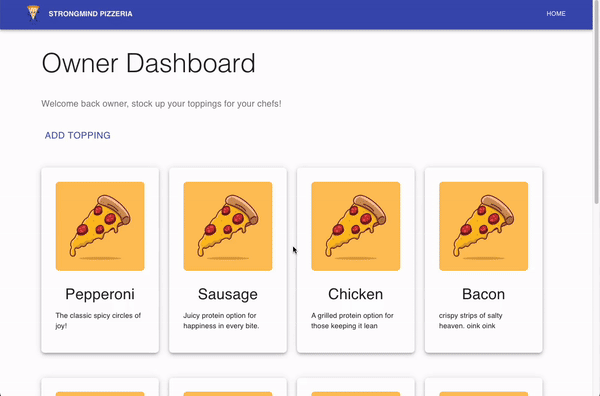 STRONGMIND PIZZERIA
HOME
Owner Dashboard
Welcome back owner, stock up your toppings for your chefs!
ADD TOPPING
Pepperoni
The classic spicy circles of
joy!
Sausage
Juicy protein option for
happiness in every bite.
Chicken
A grilled protein option for
those keeping it lean
Bacon
crispy strips of salty
heaven. oink oink